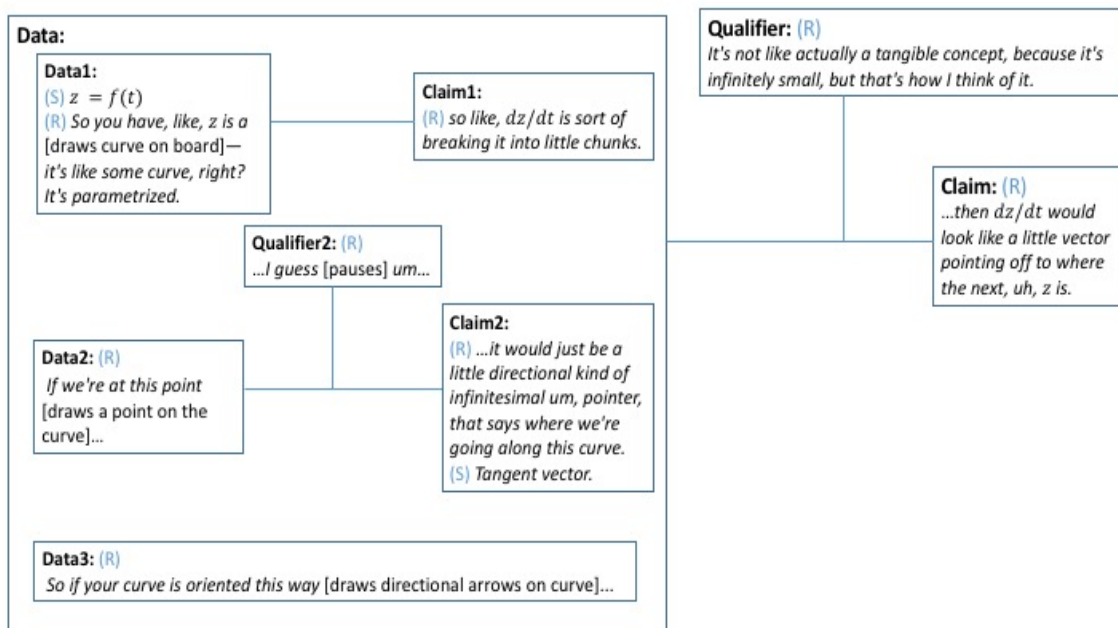 Data:
Data1:
(S) z = f(t)
(R) So you have, like, z is a
[draws curve on board]—
it's like some curve, right?
It's parametrized.
Claim1:
(R) so like, dz/dt is sort of
breaking it into little chunks.
Qualifier2: (R)
...I guess [pauses] um...
Data2: (R)
If we're at this point
[draws a point on the
curve]...
Claim2:
(R) ...it would just be a
little directional kind of
infinitesimal um, pointer,
that says where we're
going along this curve.
(S) Tangent vector.
Data3: (R)
So if your curve is oriented this way [draws directional arrows on curve]...
Qualifier: (R)
It's not like actually a tangible concept, because it's
infinitely small, but that's how I think of it.
Claim: (R)
...then dz/dt would
look like a little vector
pointing off to where
the next, uh, z is.